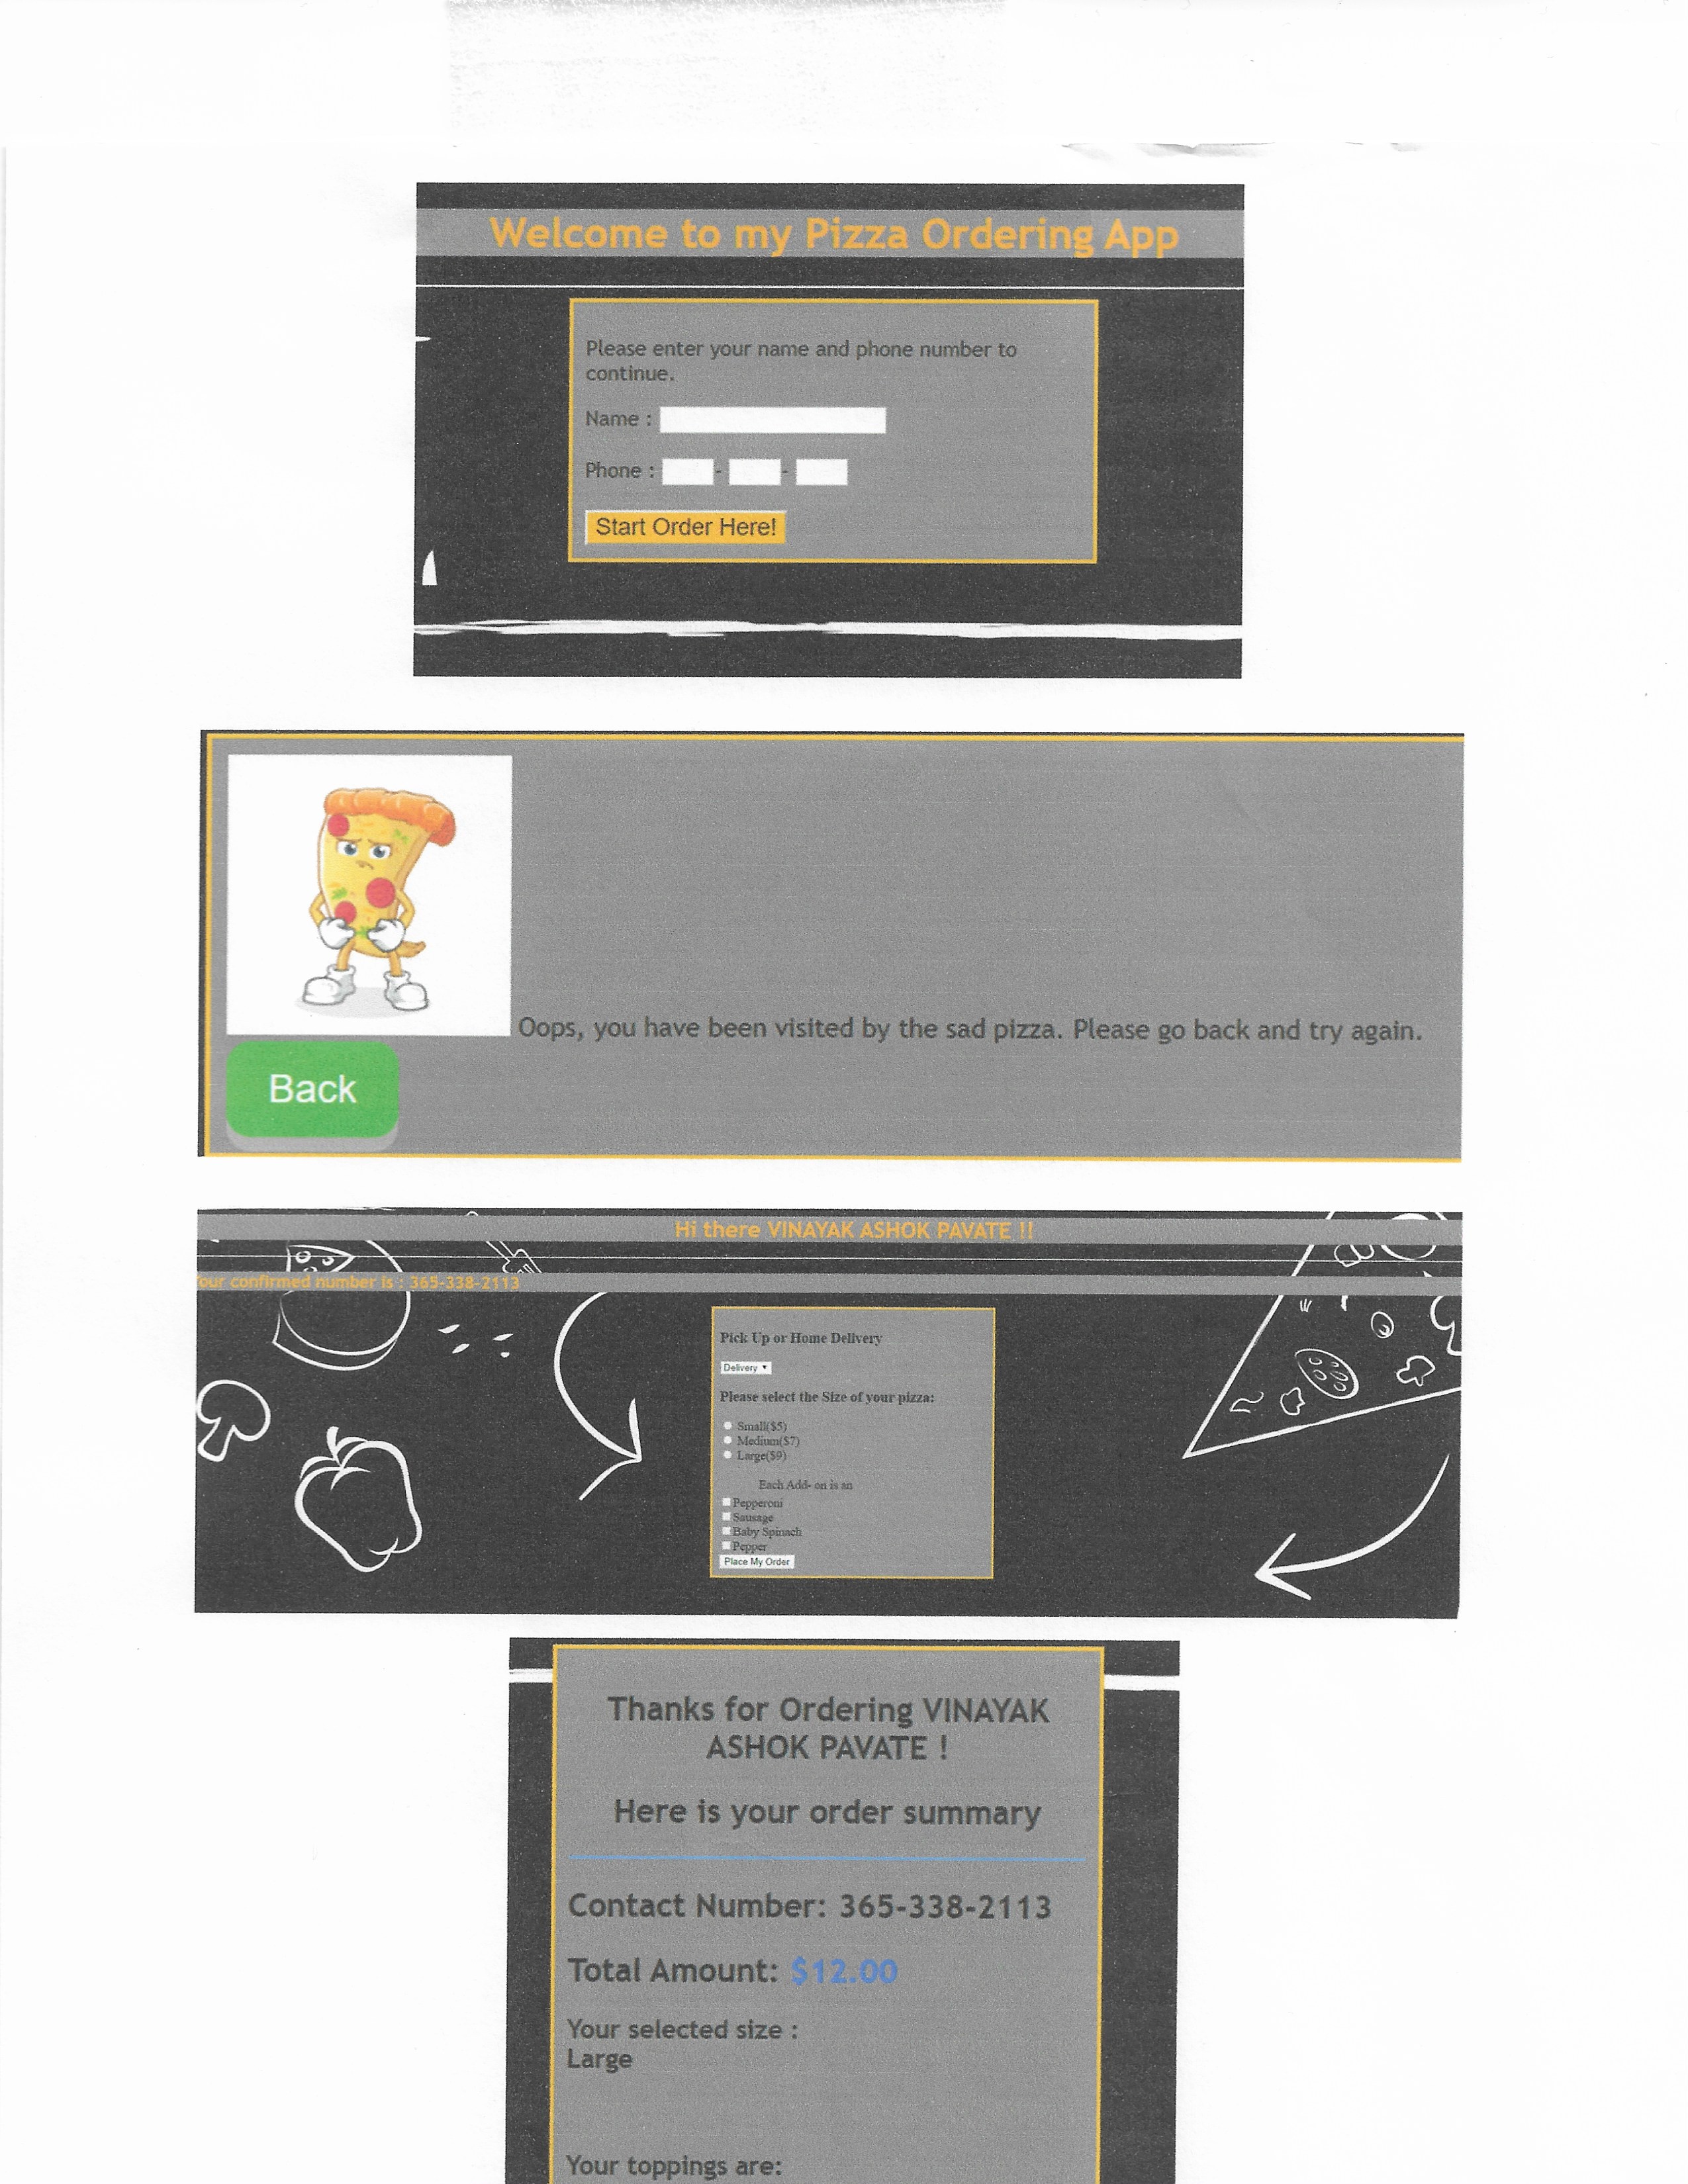 Welcome to my Pizza Ordering App
Please enter your name and phone number to
continue.
Name :
Phone : - -
Start Order Here!
Oops, you have been visited by the sad pizza. Please go back and try again.
Back
Hi there VINAYAK ASHOK PAVATE !!
our confirmed number is : 365-338-2113
Pick Up or Home Delivery
Delivery
Please select the Size of your pizza:
Small($5)
Medium($7)
Large($9)
Each Add- on is an
Pepperoni
Sausage
Baby Spinach
Pepper
Place My Order
Thanks for Ordering VINAYAK
ASHOK PAVATE !
Here is your order summary
Contact Number: 365-338-2113
Total Amount: $12.00
Your selected size :
Large
Your toppings are: